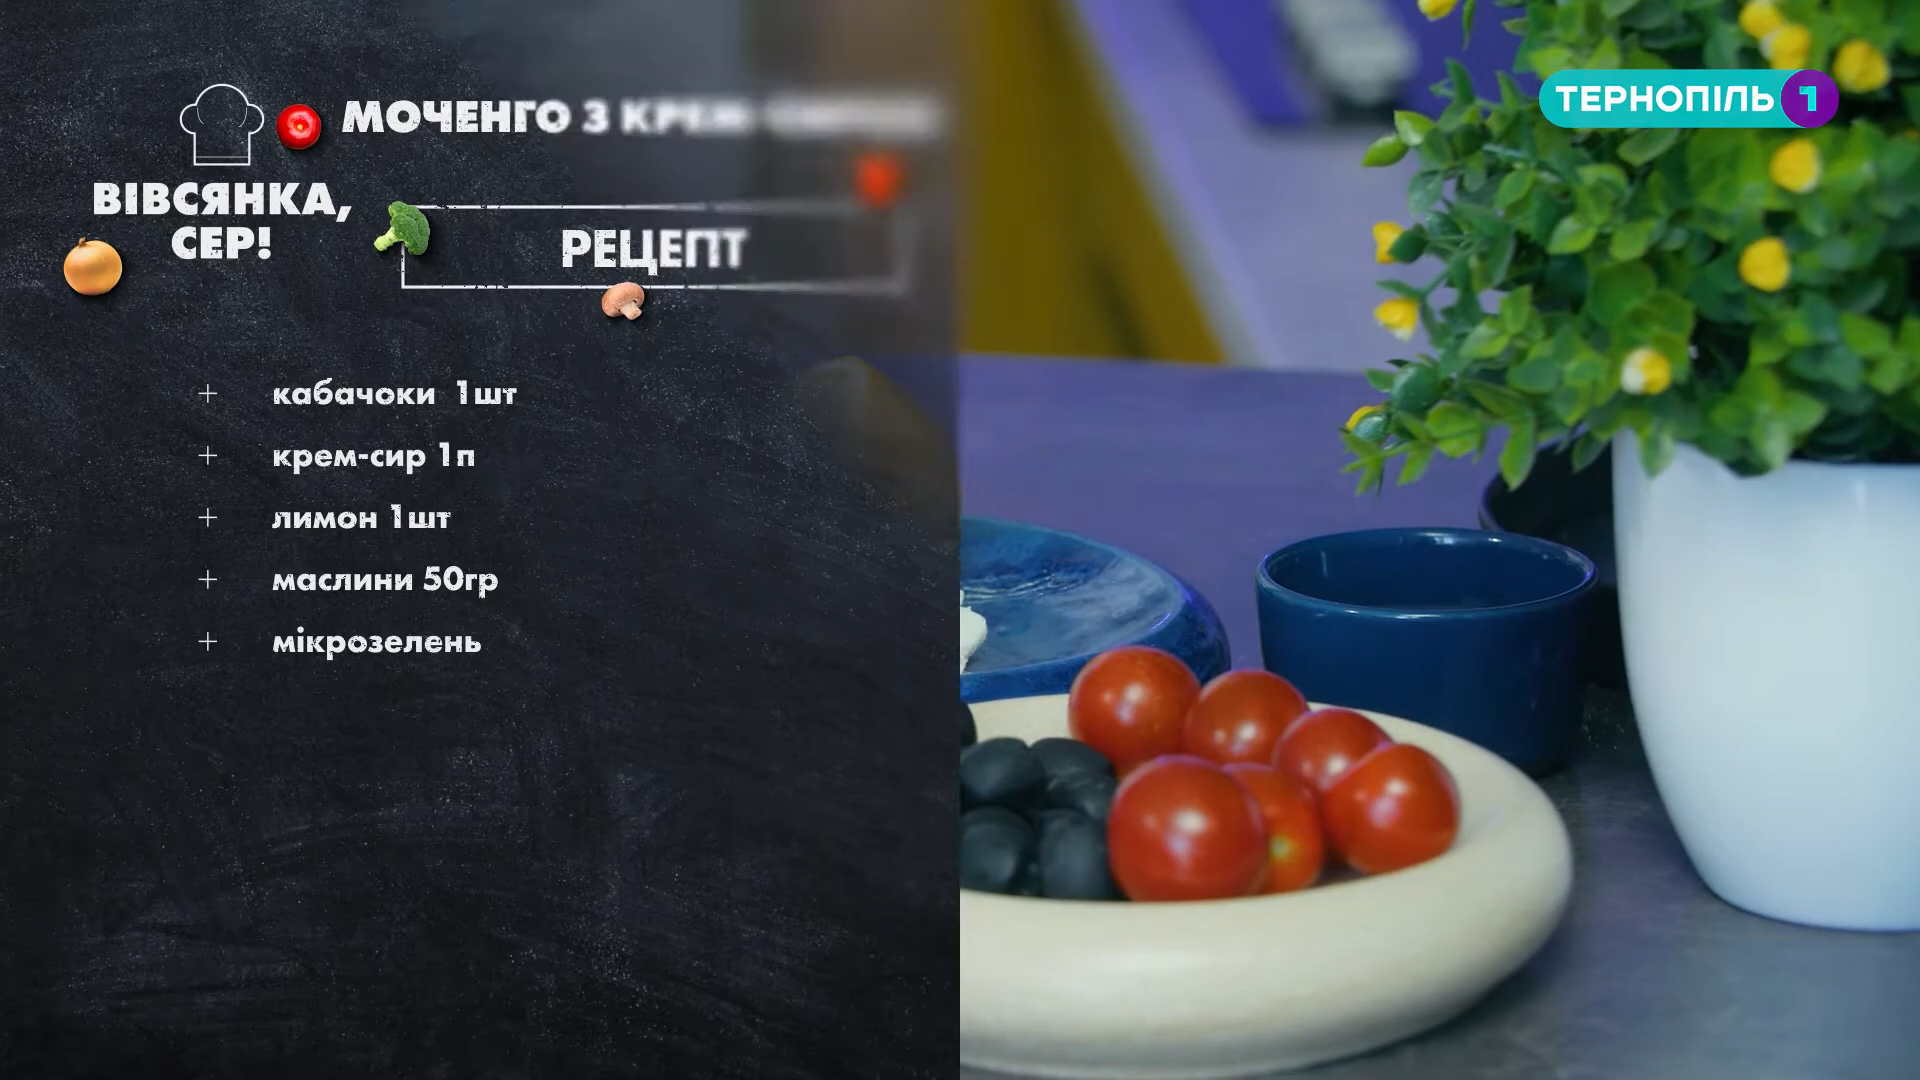 МОЧЕНГО З
ВІВСЯНКА,
СЕР!
РЕЦЕПТ
кабачоки 1шт
крем-сир 1п
лимон 1шт
маслини 50гр
мікрозелень
ТЕРНОПІЛЬ 1